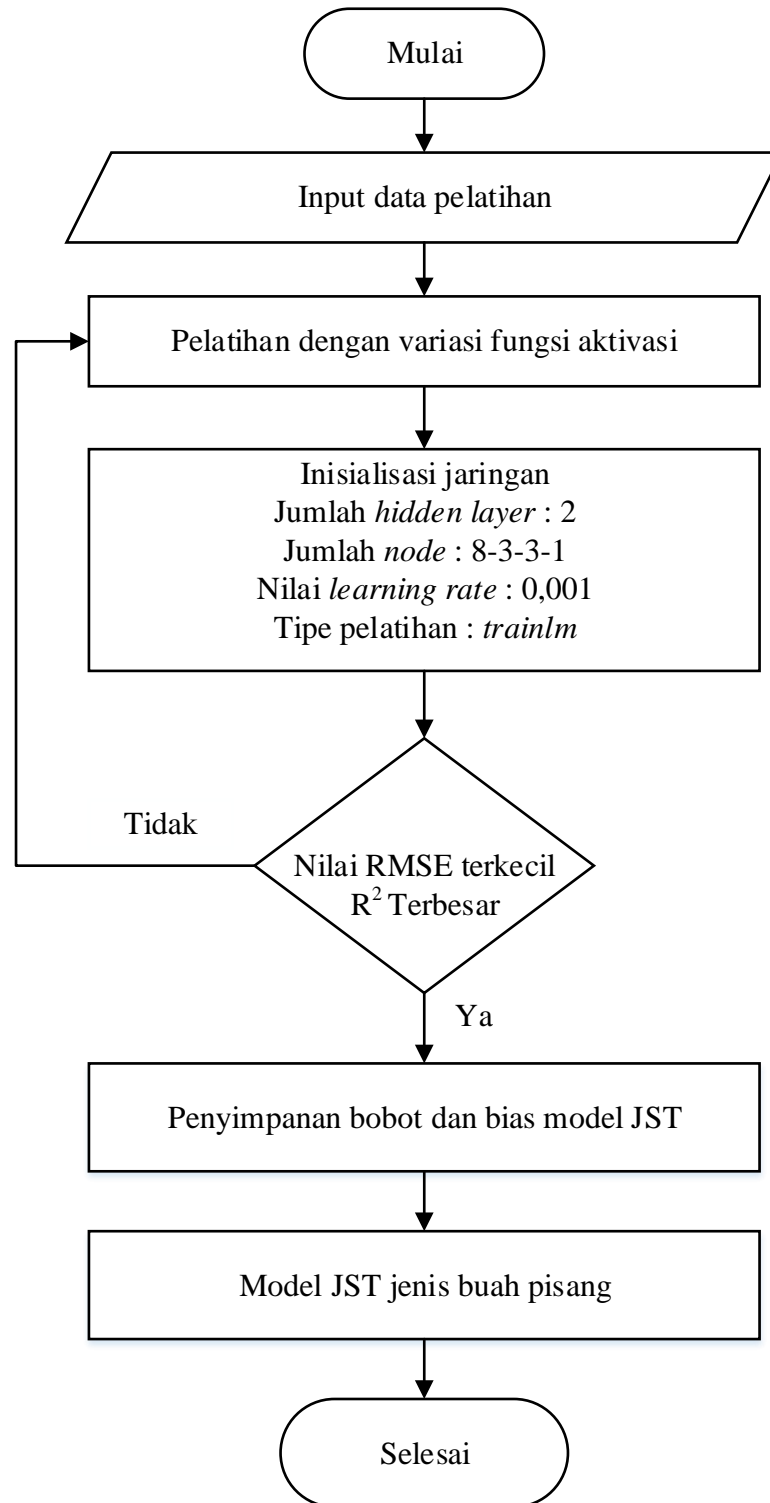 Mulai
Input data pelatihan
Pelatihan dengan variasi fungsi aktivasi
Inisialisasi jaringan
Jumlah hidden layer : 2
Jumlah node : 8-3-3-1
Nilai learning rate : 0,001
Tipe pelatihan : trainlm
Tidak
Nilai RMSE terkecil
R² Terbesar
Ya
Penyimpanan bobot dan bias model JST
Model JST jenis buah pisang
Selesai